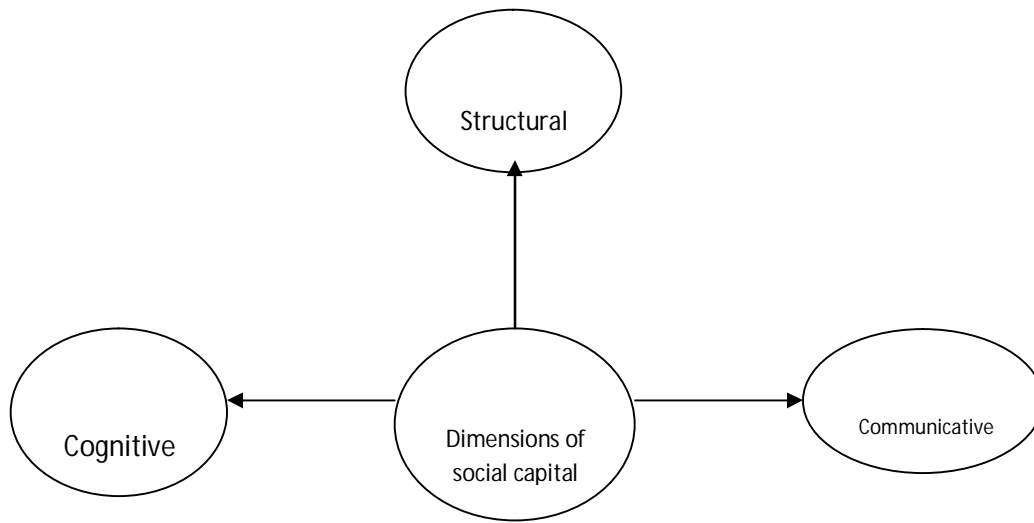 Structural
Cognitive
Dimensions of
social capital
Communicative